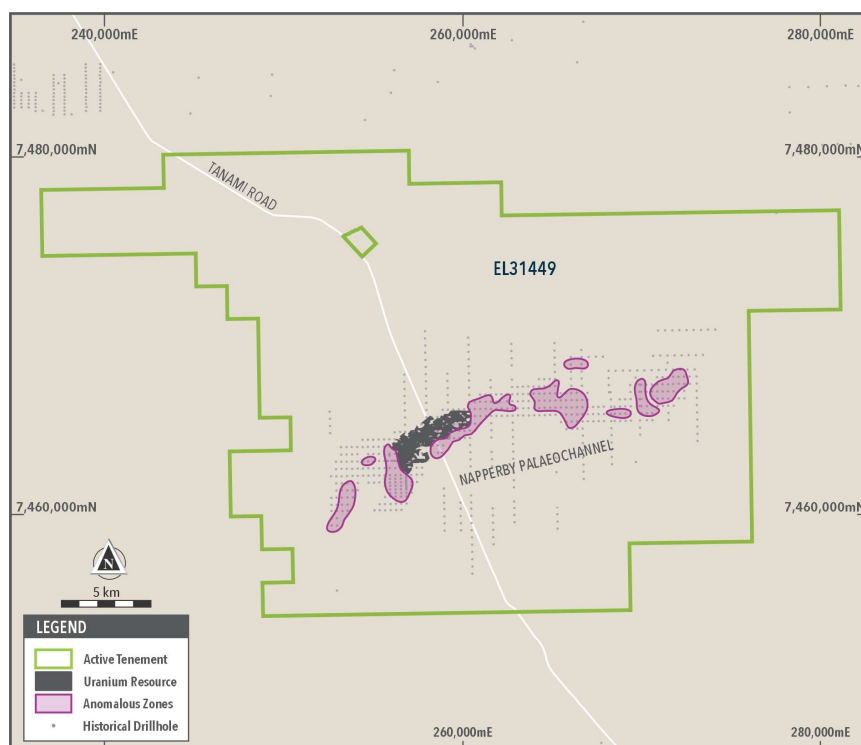 240,000mE
260,000mE
280,000mE
7,480,000mN
7,480,000mN
TANAMI ROAD
EL31449
NAPPERBY PALAEOCHANNEL
7,460,000mN
7,460,000mN
N
5 km
LEGEND
Active Tenement
Uranium Resource
Anomalous Zones
Historical Drillhole
260,000mE
280,000mE